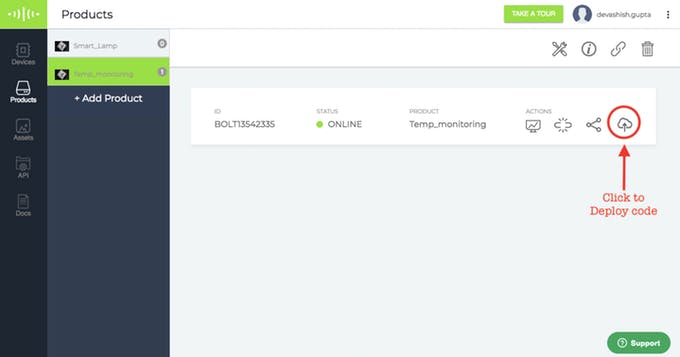 Products
TAKE A TOUR
devashish.gupta
Devices
Products
Assets
API
Docs
Smart_Lamp 0
Temp_monitoring 1
+ Add Product
ID STATUS PRODUCT ACTIONS
BOLT13542335 ONLINE Temp_monitoring
Click to
Deploy code
Support